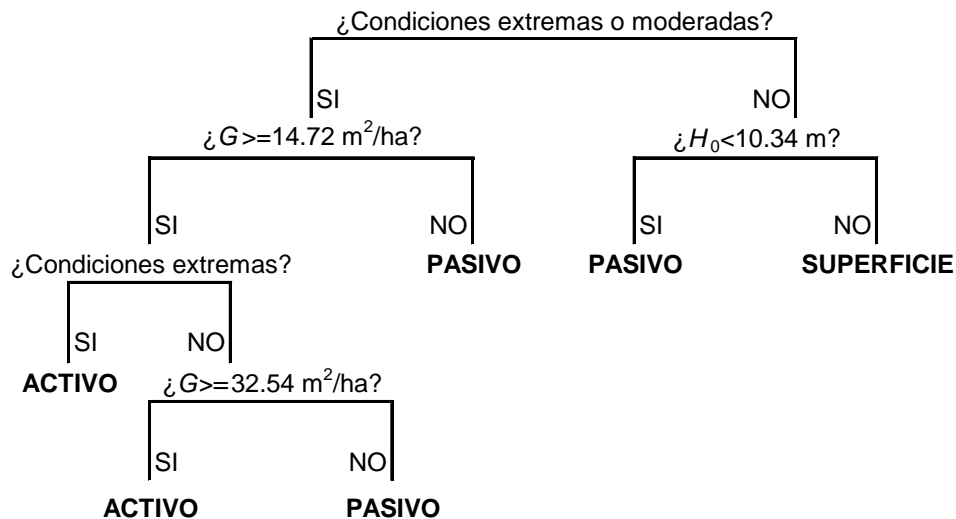 ¿Condiciones extremas o moderadas?
SI NO
¿G>=14.72 m²/ha? ¿H₀<10.34 m?
SI NO SI NO
¿Condiciones extremas? PASIVO PASIVO SUPERFICIE
SI NO
ACTIVO ¿G>=32.54 m²/ha?
SI NO
ACTIVO PASIVO